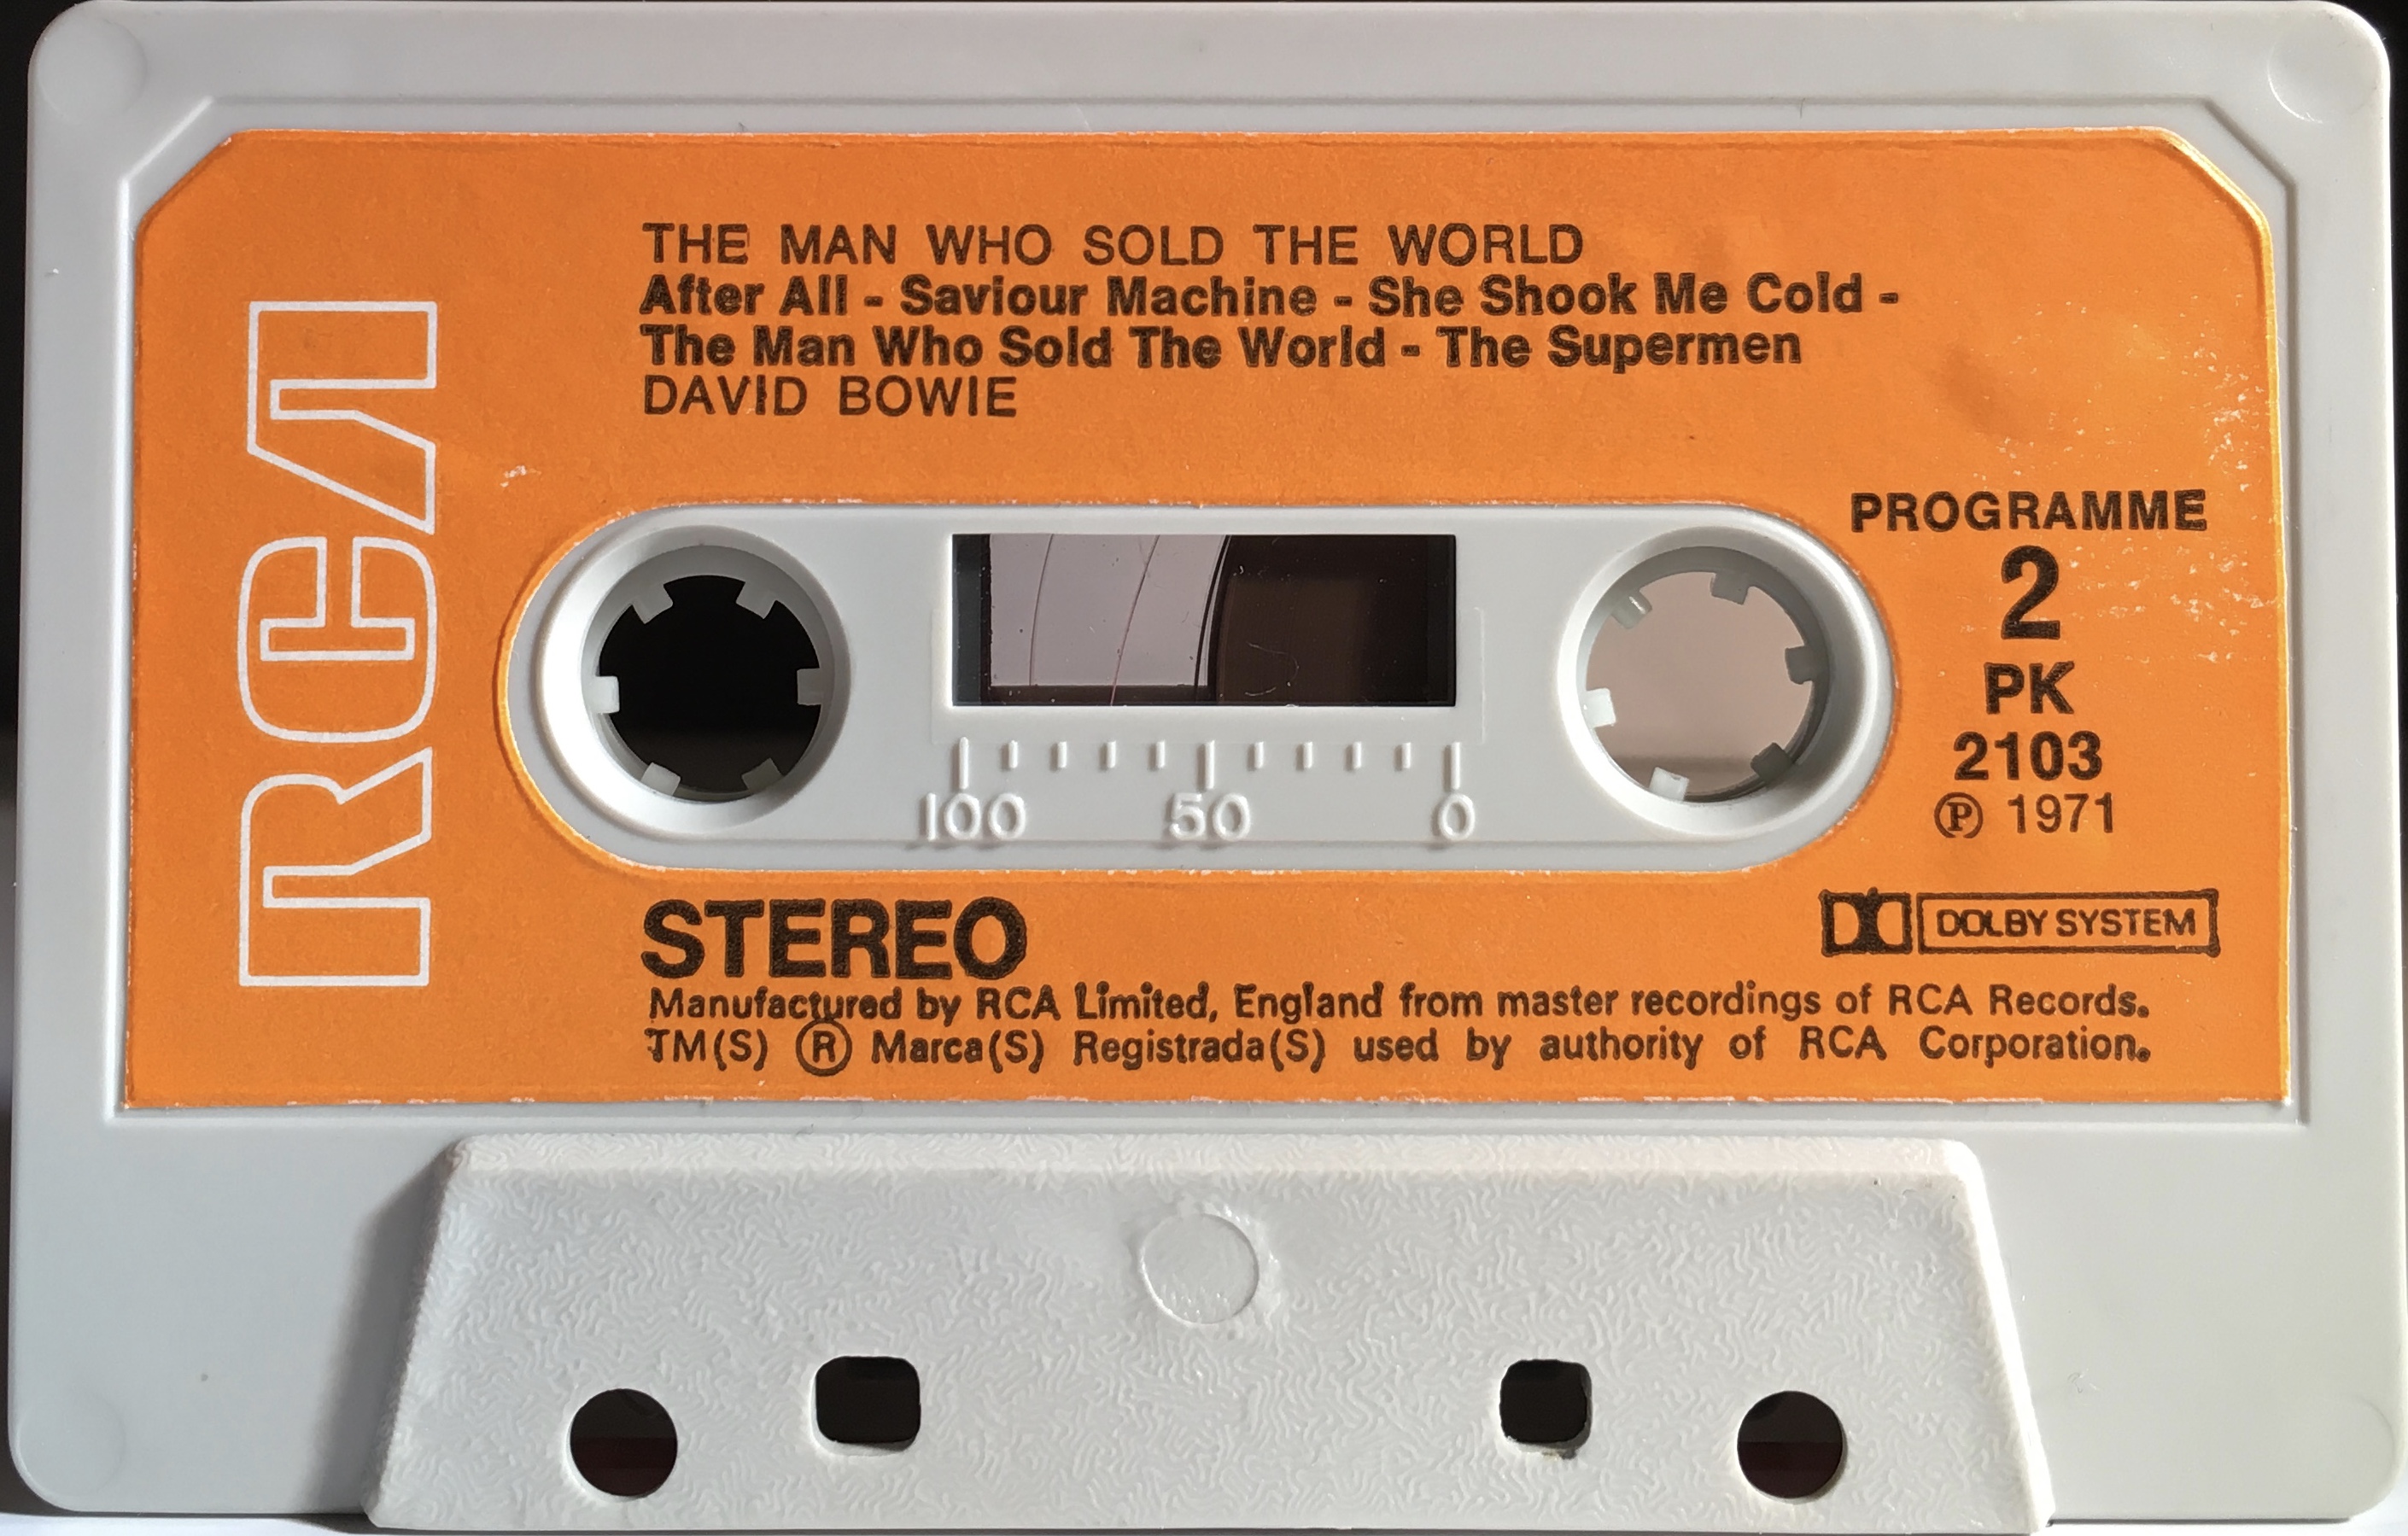 THE MAN WHO SOLD THE WORLD
After All - Saviour Machine - She Shook Me Cold -
The Man Who Sold The World - The Supermen
DAVID BOWIE
RCA
PROGRAMME
2
PK
2103
℗ 1971
100 50 0
STEREO
DOLBY SYSTEM
Manufactured by RCA Limited, England from master recordings of RCA Records.
TM(S) ® Marca(S) Registrada(S) used by authority of RCA Corporation.